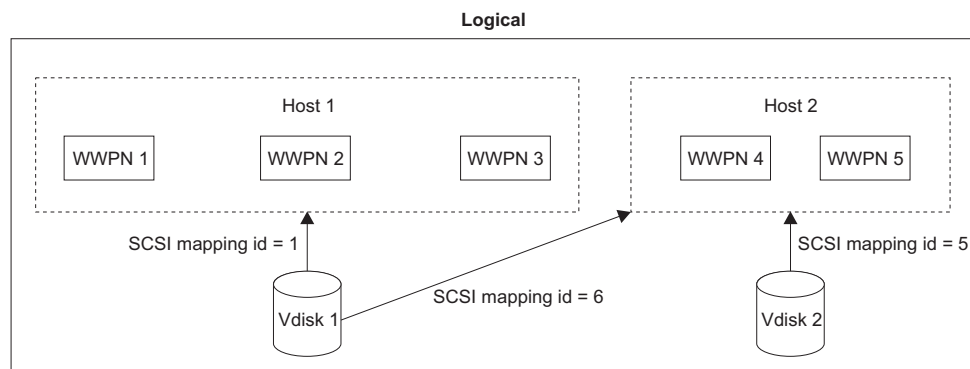 Logical
Host 1
Host 2
WWPN 1
WWPN 2
WWPN 3
WWPN 4
WWPN 5
SCSI mapping id = 1
SCSI mapping id = 5
SCSI mapping id = 6
Vdisk 1
Vdisk 2